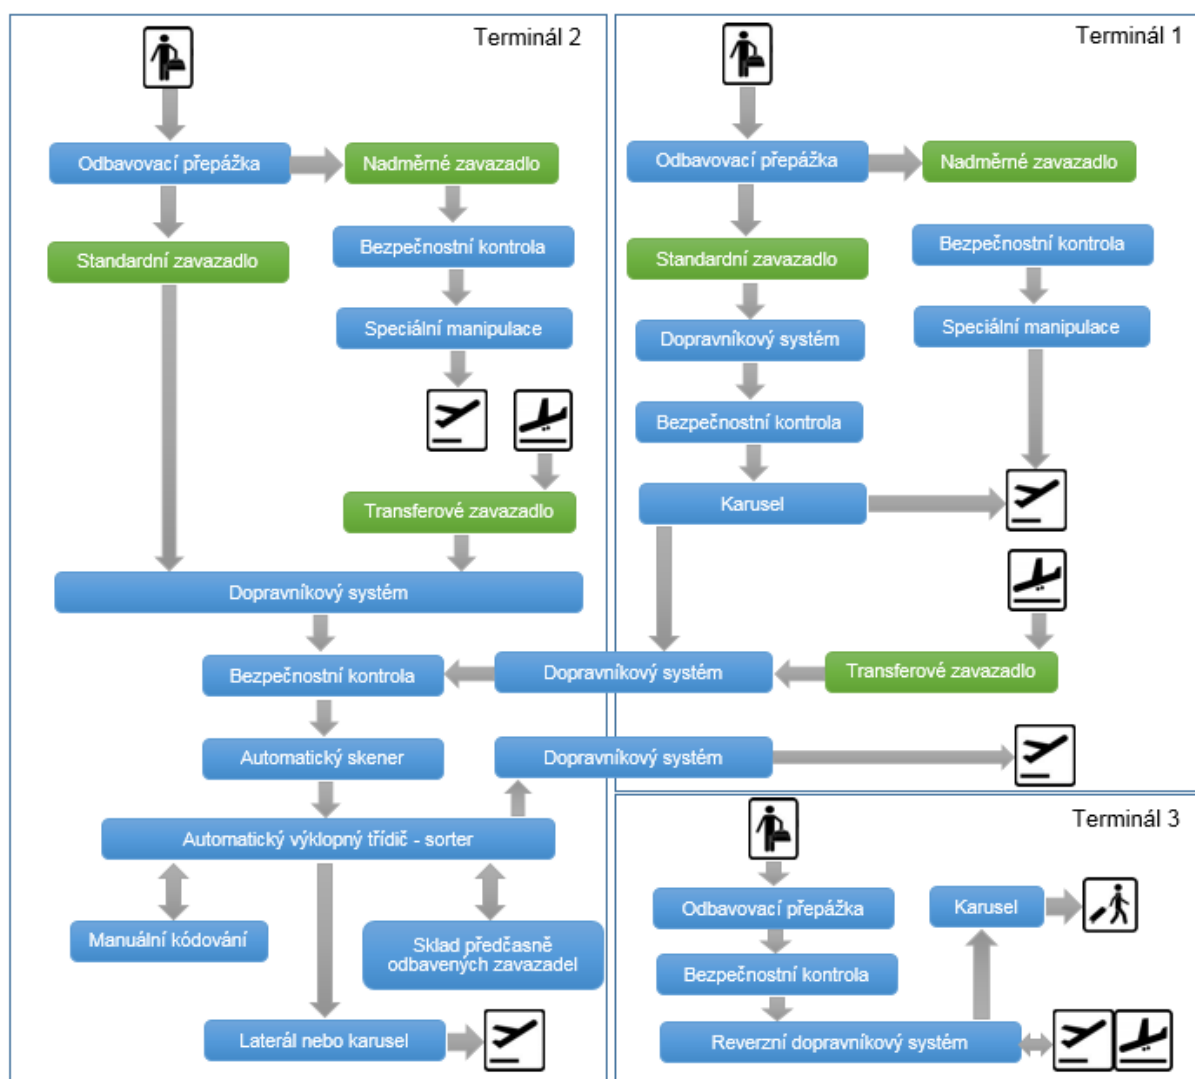 Terminál 2
Odbavovací přepážka
Nadměrné zavazadlo
Standardní zavazadlo
Bezpečnostní kontrola
Speciální manipulace
Transferové zavazadlo
Dopravníkový systém
Bezpečnostní kontrola
Automatický skener
Automatický výklopný třídič - sorter
Manuální kódování
Sklad předčasně
odbavených zavazadel
Laterál nebo karusel
Terminál 1
Odbavovací přepážka
Nadměrné zavazadlo
Standardní zavazadlo
Bezpečnostní kontrola
Dopravníkový systém
Speciální manipulace
Bezpečnostní kontrola
Karusel
Dopravníkový systém
Transferové zavazadlo
Dopravníkový systém
Terminál 3
Odbavovací přepážka
Karusel
Bezpečnostní kontrola
Reverzní dopravníkový systém